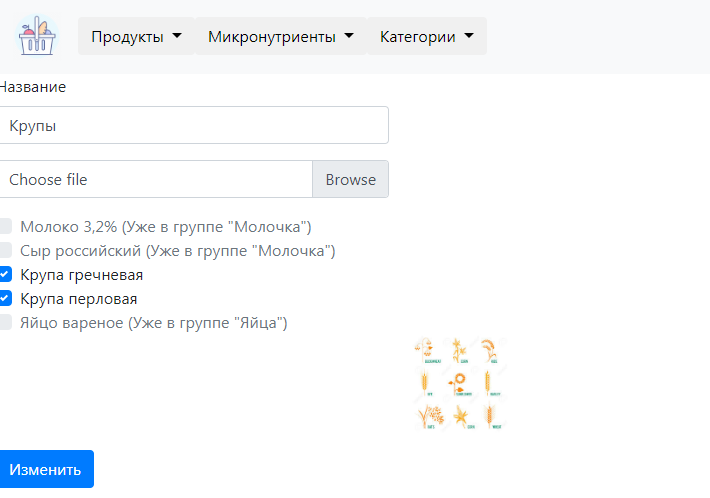 Продукты Микронутриенты Категории
Название
Крупы
Choose file Browse
Молоко 3,2% (Уже в группе "Молочка")
Сыр российский (Уже в группе "Молочка")
Крупа гречневая
Крупа перловая
Яйцо вареное (Уже в группе "Яйца")
Изменить